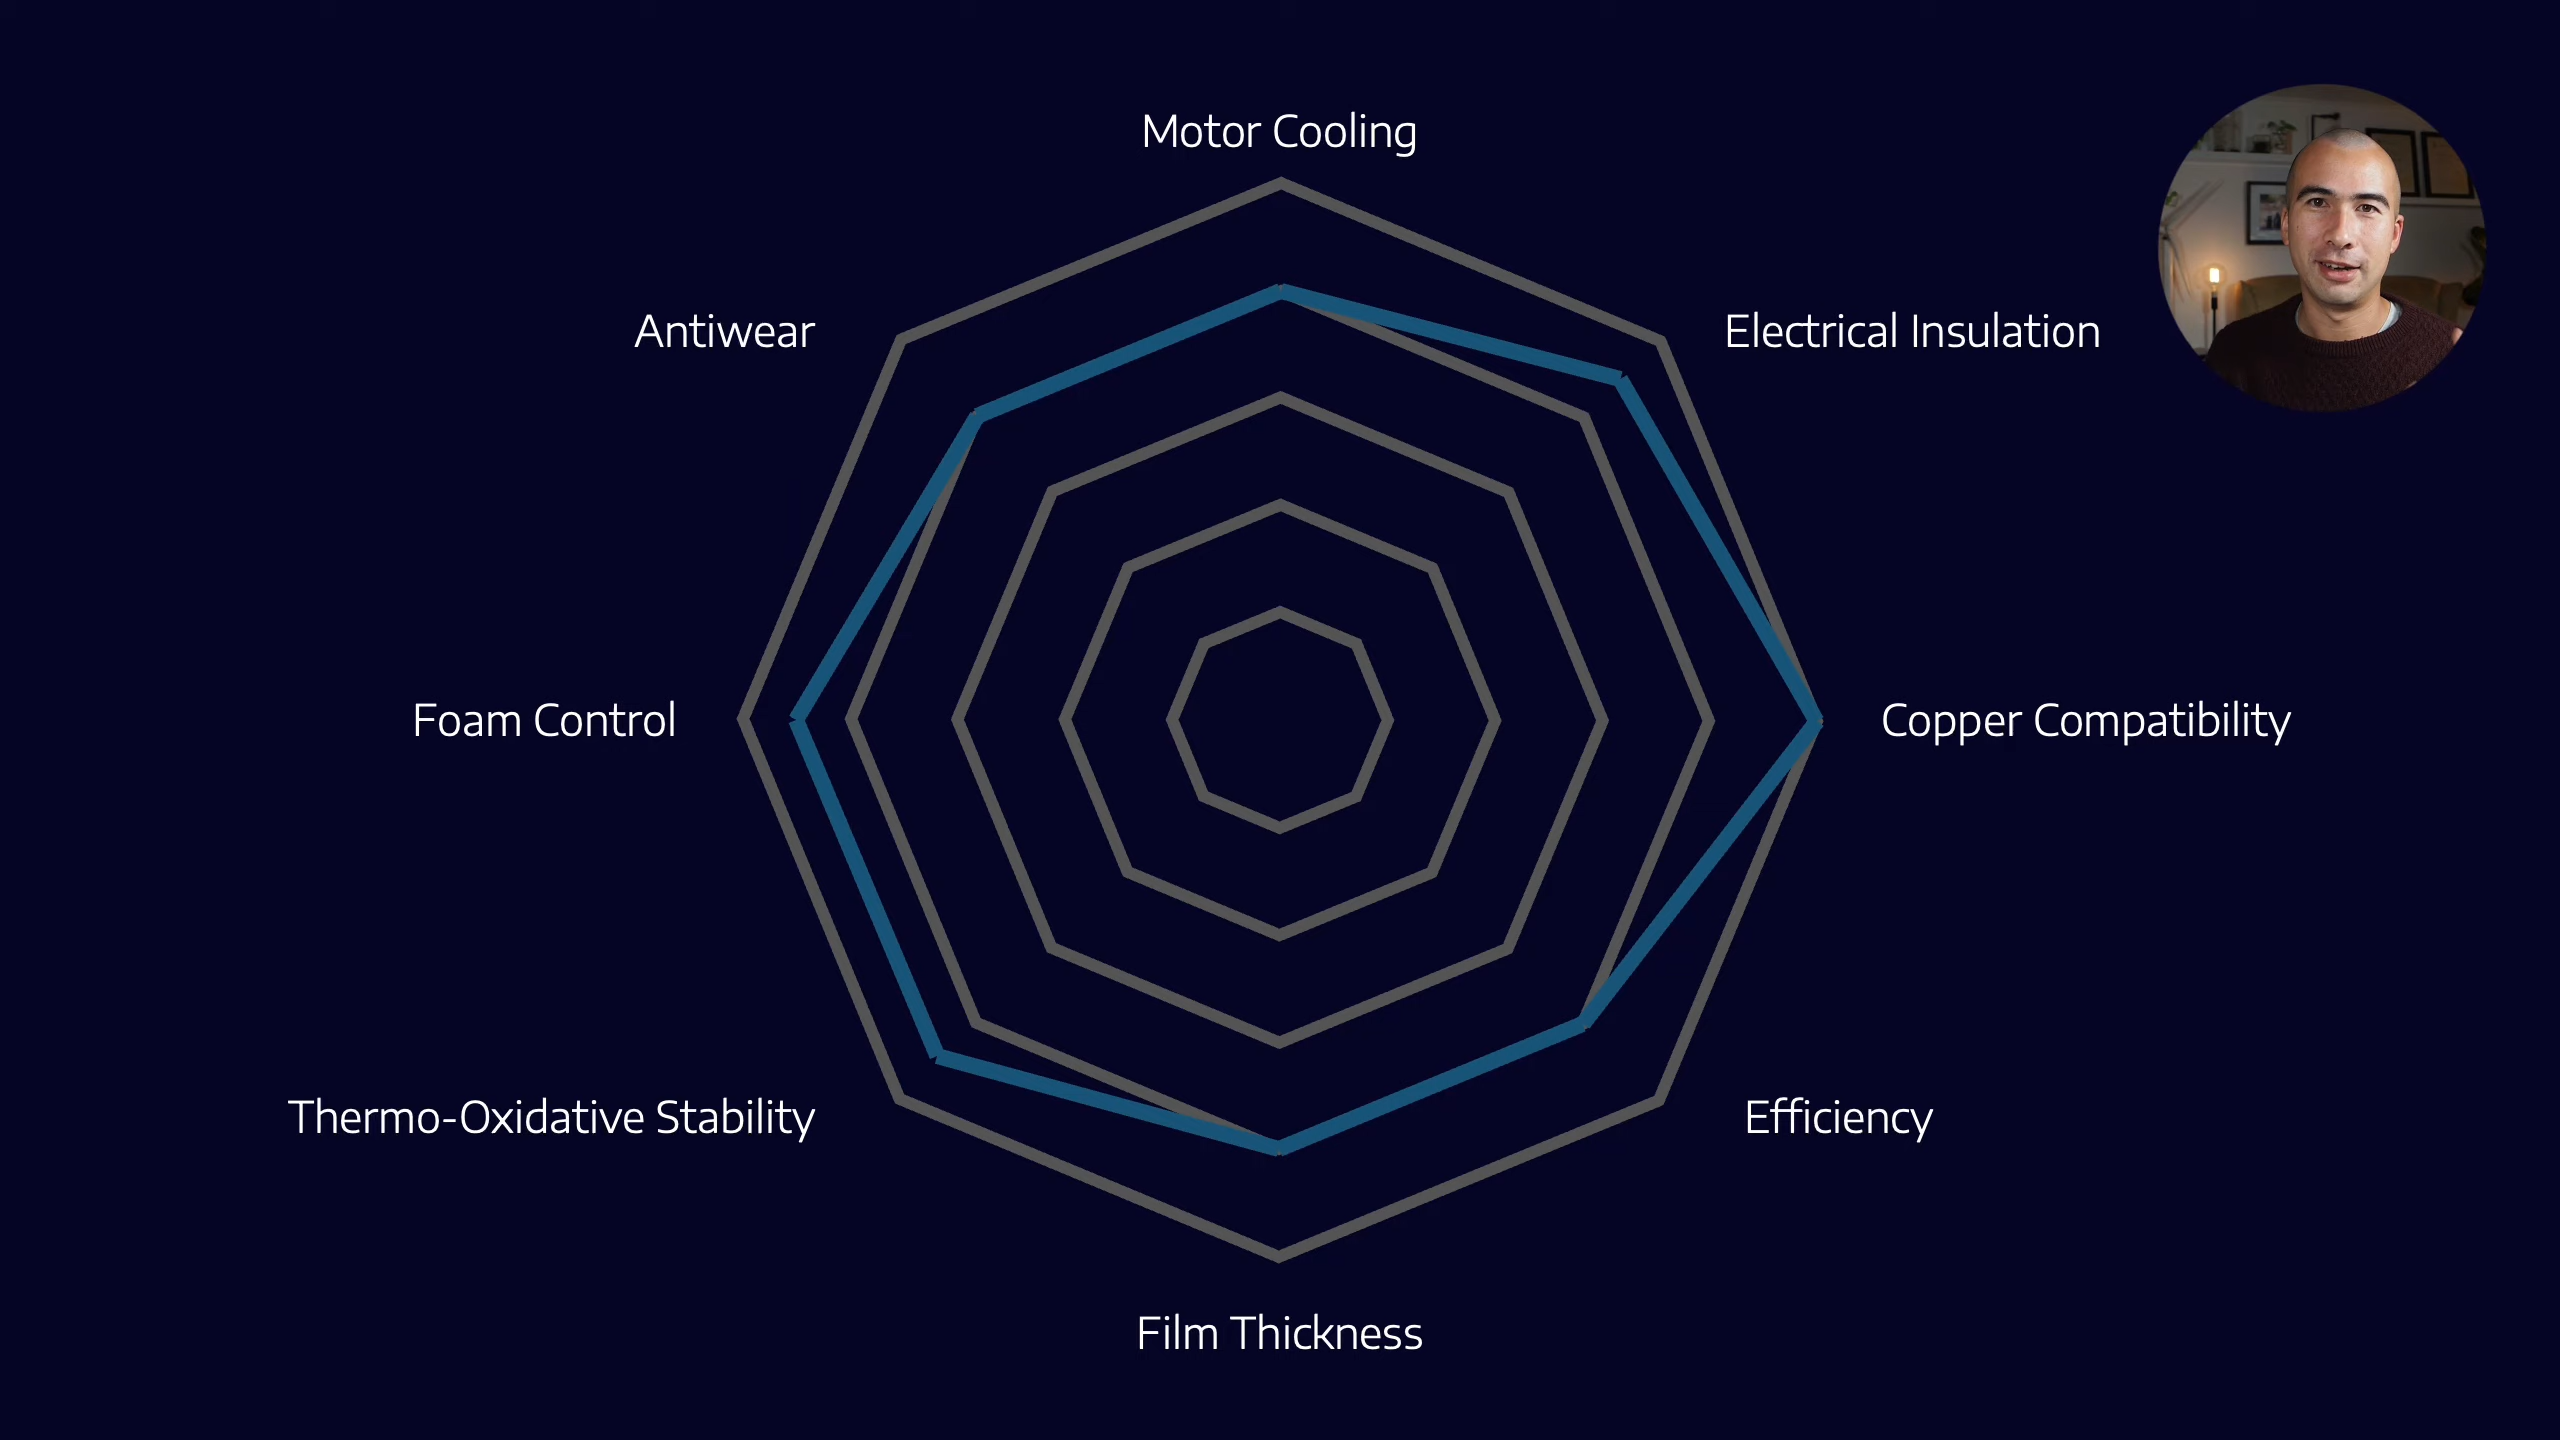 Motor Cooling
Antiwear
Electrical Insulation
Foam Control
Copper Compatibility
Thermo-Oxidative Stability
Efficiency
Film Thickness